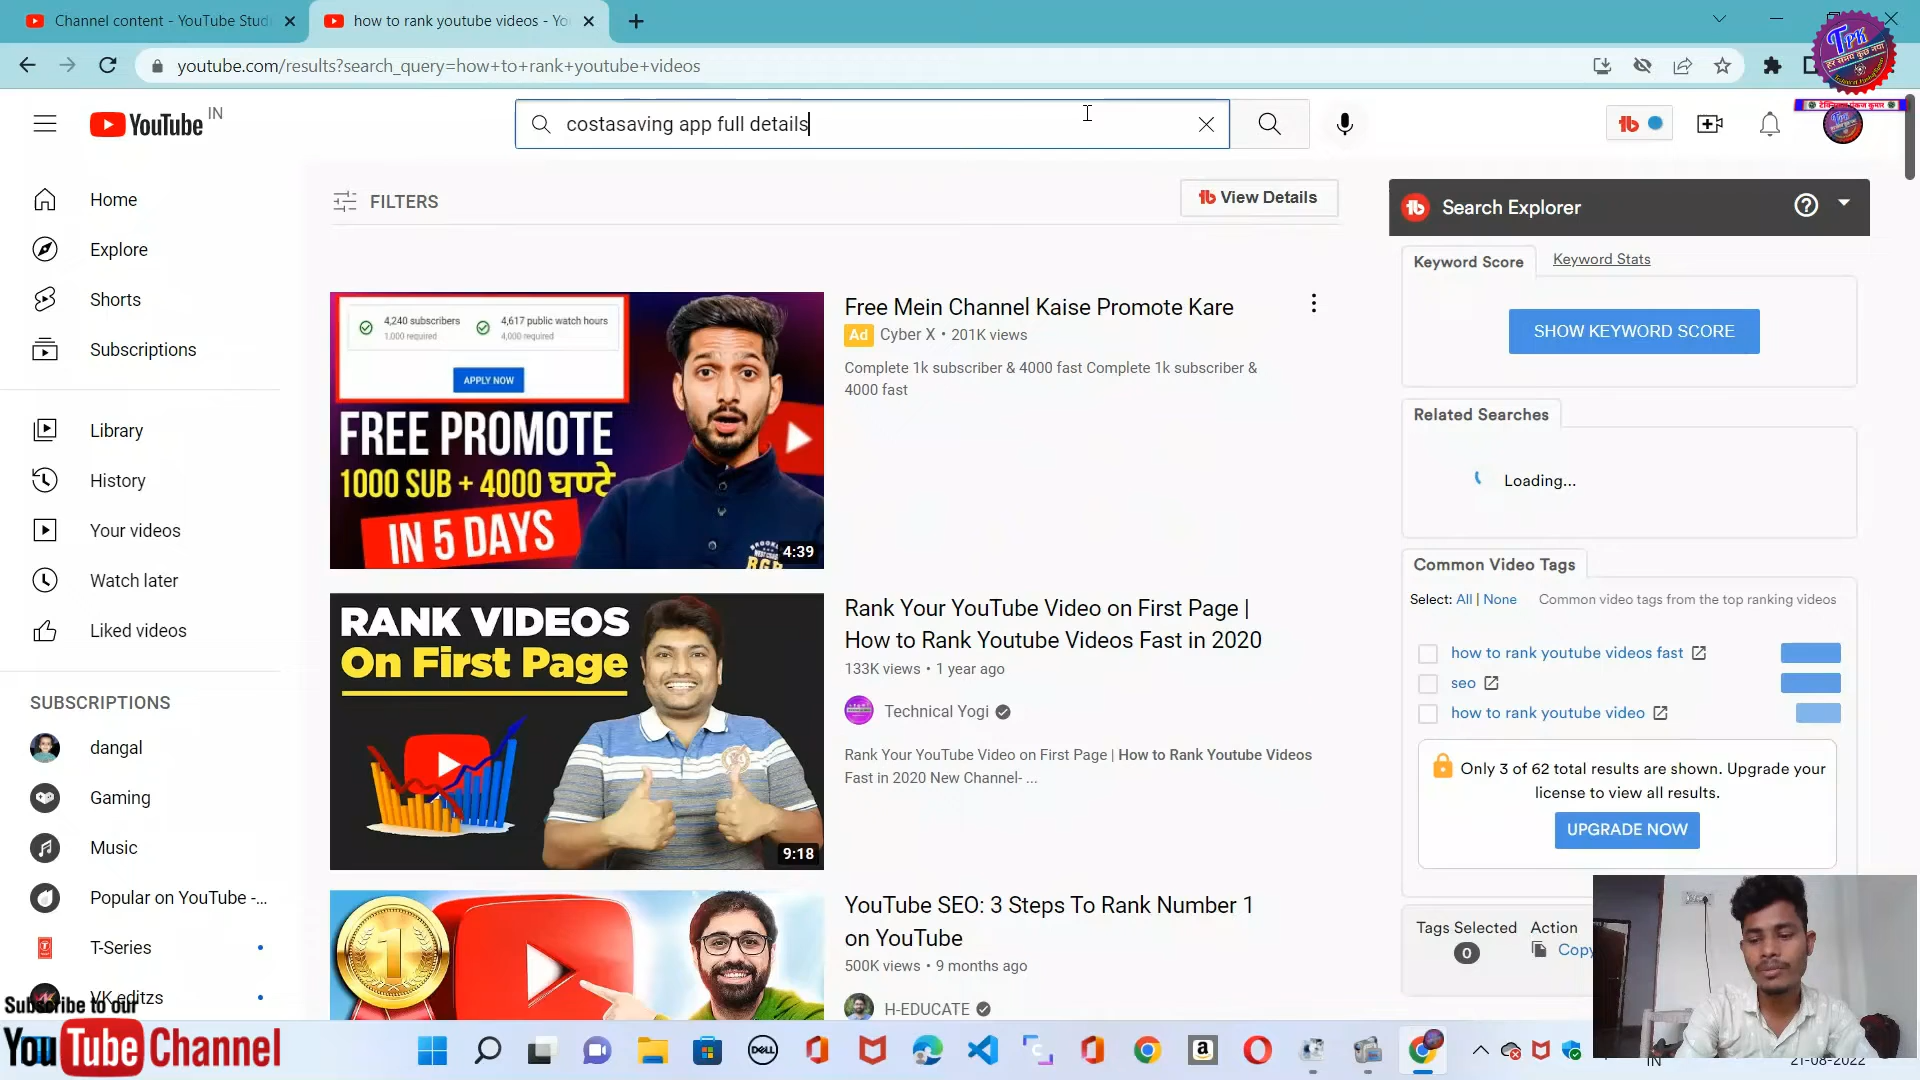 Channel content - YouTube Stud
how to rank youtube videos - Yo
youtube.com/results?search_query=how+to+rank+youtube+videos
TPK
YouTube IN
costasaving app full details
Home
Explore
Shorts
Subscriptions
Library
History
Your videos
Watch later
Liked videos
SUBSCRIPTIONS
dangal
Gaming
Music
Popular on YouTube -...
T-Series
VK editzs
Subscribe to our
YouTube Channel
FILTERS
View Details
4,240 subscribers
1,000 required
4,617 public watch hours
4,000 required
APPLY NOW
FREE PROMOTE
1000 SUB + 4000 घण्टे
IN 5 DAYS
4:39
Free Mein Channel Kaise Promote Kare
Ad Cyber X • 201K views
Complete 1k subscriber & 4000 fast Complete 1k subscriber &
4000 fast
RANK VIDEOS
On First Page
9:18
Rank Your YouTube Video on First Page |
How to Rank Youtube Videos Fast in 2020
133K views • 1 year ago
Technical Yogi
Rank Your YouTube Video on First Page | How to Rank Youtube Videos
Fast in 2020 New Channel- ...
1
YouTube SEO: 3 Steps To Rank Number 1
on YouTube
500K views • 9 months ago
H-EDUCATE
Search Explorer
Keyword Score
Keyword Stats
SHOW KEYWORD SCORE
Related Searches
Loading...
Common Video Tags
Select: All | None Common video tags from the top ranking videos
how to rank youtube videos fast
seo
how to rank youtube video
Only 3 of 62 total results are shown. Upgrade your
license to view all results.
UPGRADE NOW
Tags Selected
0
Action
Copy
DELL
IN
21-08-2022